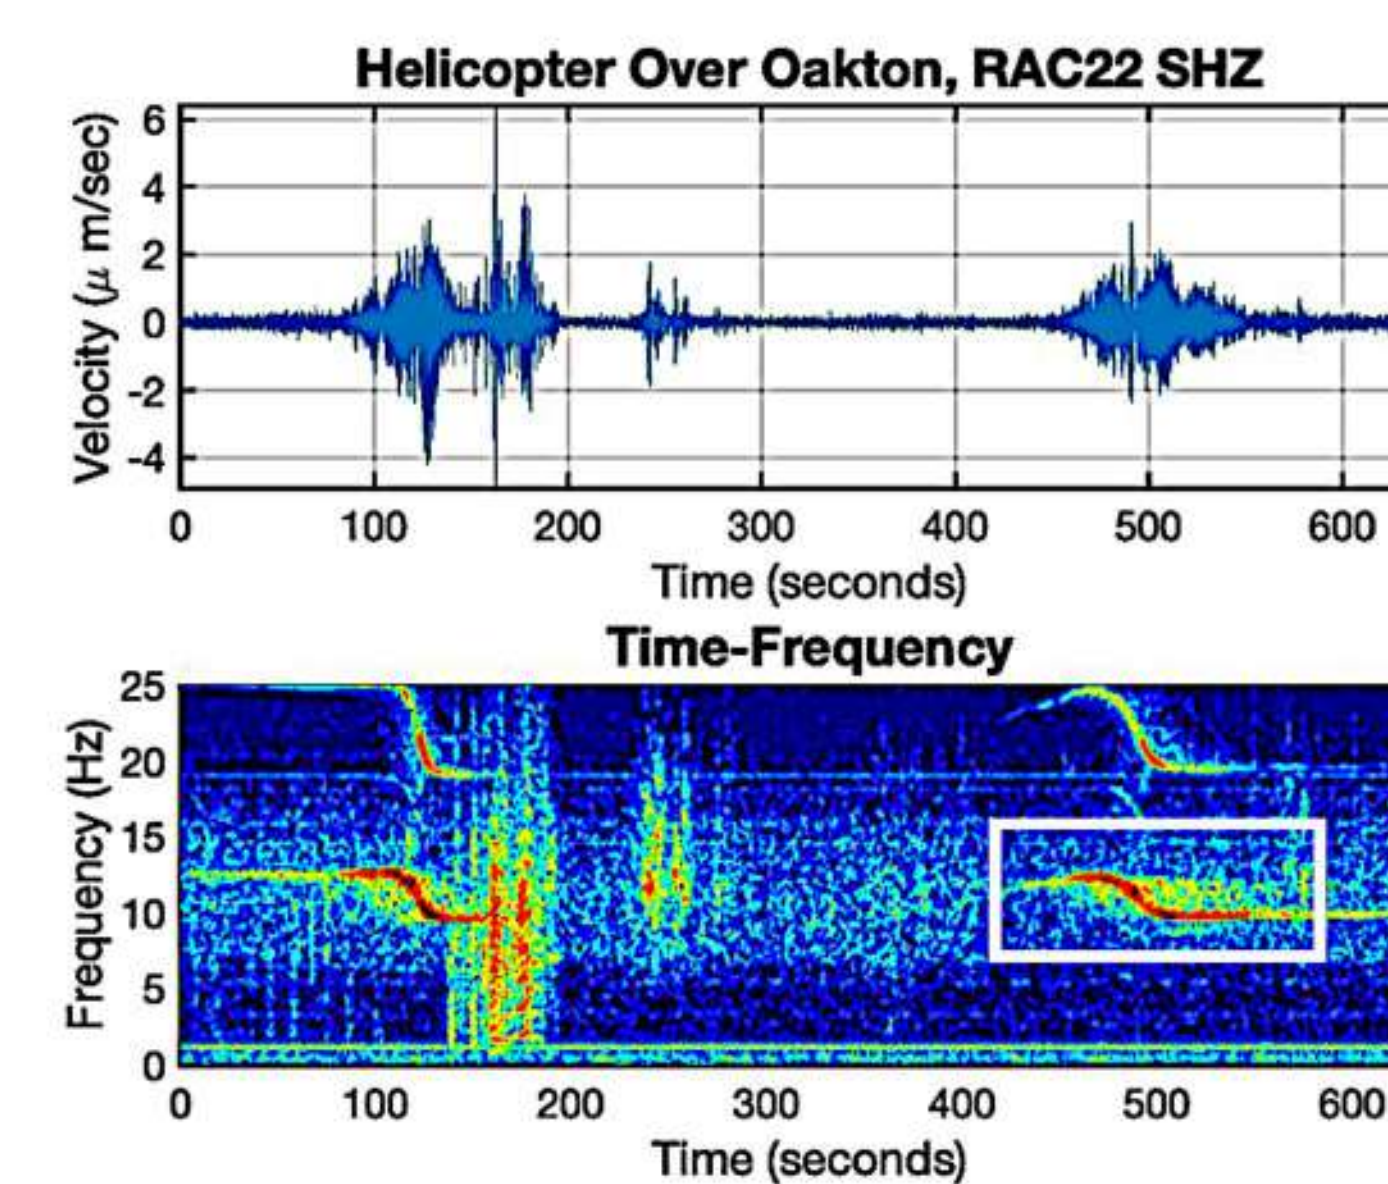 Helicopter Over Oakton, RAC22 SHZ
Velocity (μ m/sec)
6
4
2
0
-2
-4
0 100 200 300 400 500 600
Time (seconds)
Time-Frequency
Frequency (Hz)
25
20
15
10
5
0
0 100 200 300 400 500 600
Time (seconds)